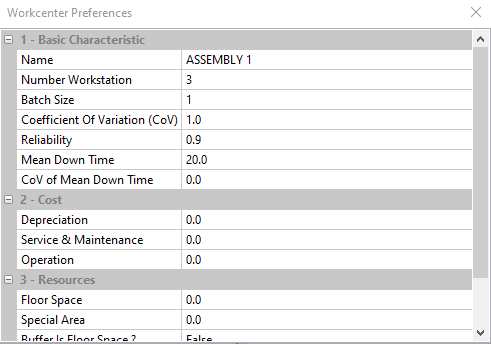 Workcenter Preferences
1 - Basic Characteristic
Name ASSEMBLY 1
Number Workstation 3
Batch Size 1
Coefficient Of Variation (CoV) 1.0
Reliability 0.9
Mean Down Time 20.0
CoV of Mean Down Time 0.0
2 - Cost
Depreciation 0.0
Service & Maintenance 0.0
Operation 0.0
3 - Resources
Floor Space 0.0
Special Area 0.0
Buffer Is Floor Space ? False